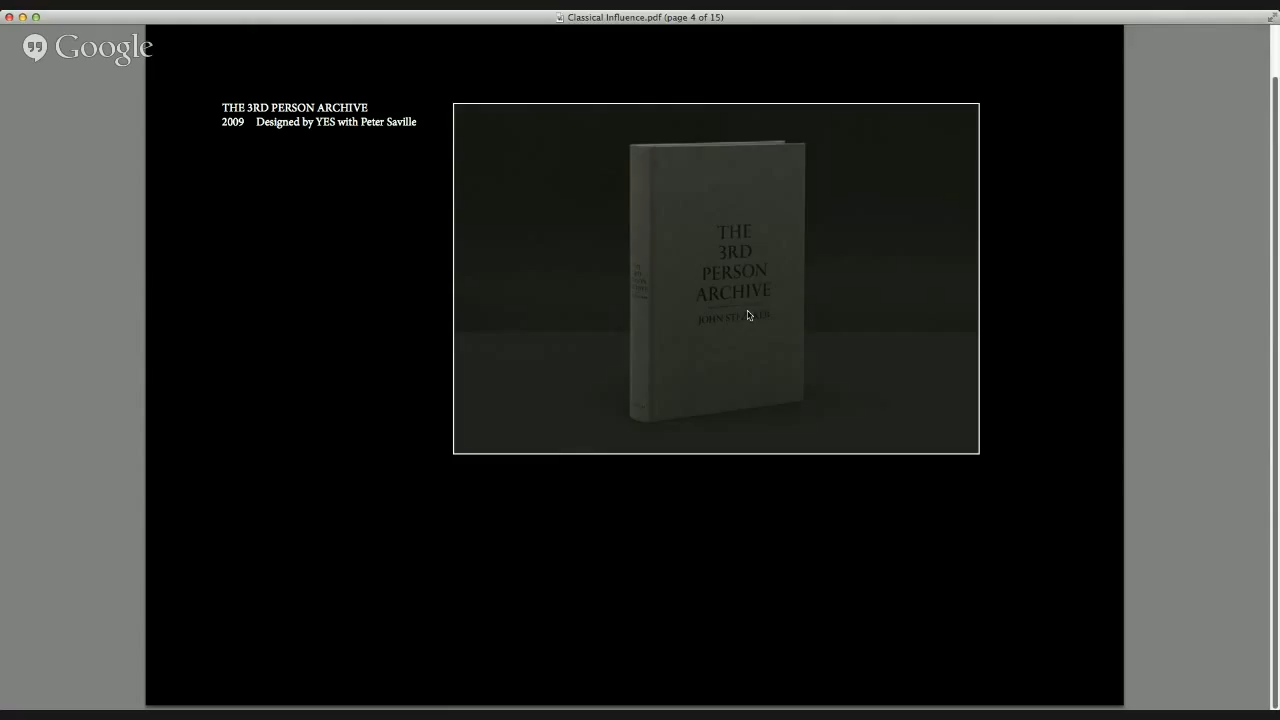 Classical Influence.pdf (page 4 of 15)
Google
THE 3RD PERSON ARCHIVE
2009 Designed by YES with Peter Saville
THE
3RD
PERSON
ARCHIVE
JOHN